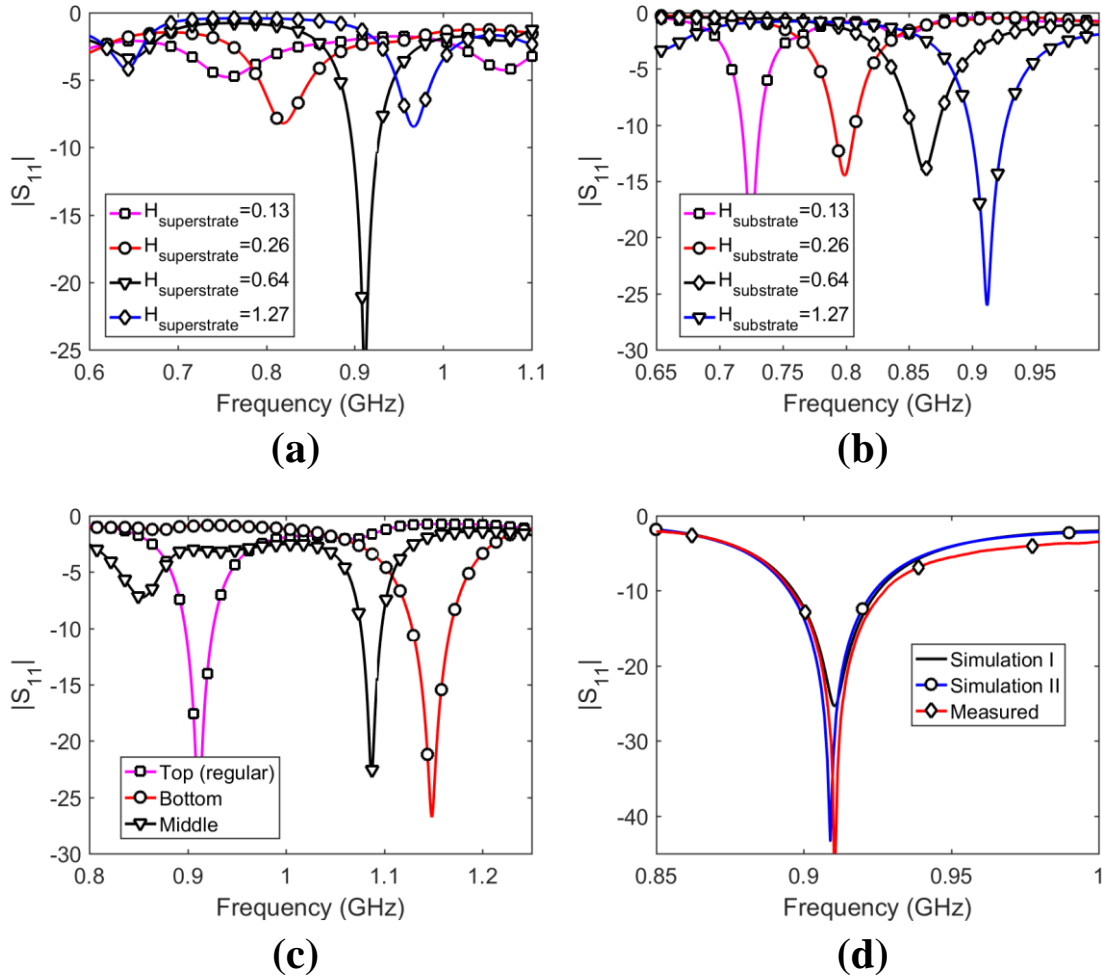 0
-5
-10
-15
-20
-25
|S11|
0.6 0.7 0.8 0.9 1 1.1
Frequency (GHz)
Hsuperstrate=0.13
Hsuperstrate=0.26
Hsuperstrate=0.64
Hsuperstrate=1.27
(a)
0
-5
-10
-15
-20
-25
-30
|S11|
0.65 0.7 0.75 0.8 0.85 0.9 0.95
Frequency (GHz)
Hsubstrate=0.13
Hsubstrate=0.26
Hsubstrate=0.64
Hsubstrate=1.27
(b)
0
-5
-10
-15
-20
-25
-30
|S11|
0.8 0.9 1 1.1 1.2
Frequency (GHz)
Top (regular)
Bottom
Middle
(c)
0
-10
-20
-30
-40
|S11|
0.85 0.9 0.95 1
Frequency (GHz)
Simulation I
Simulation II
Measured
(d)